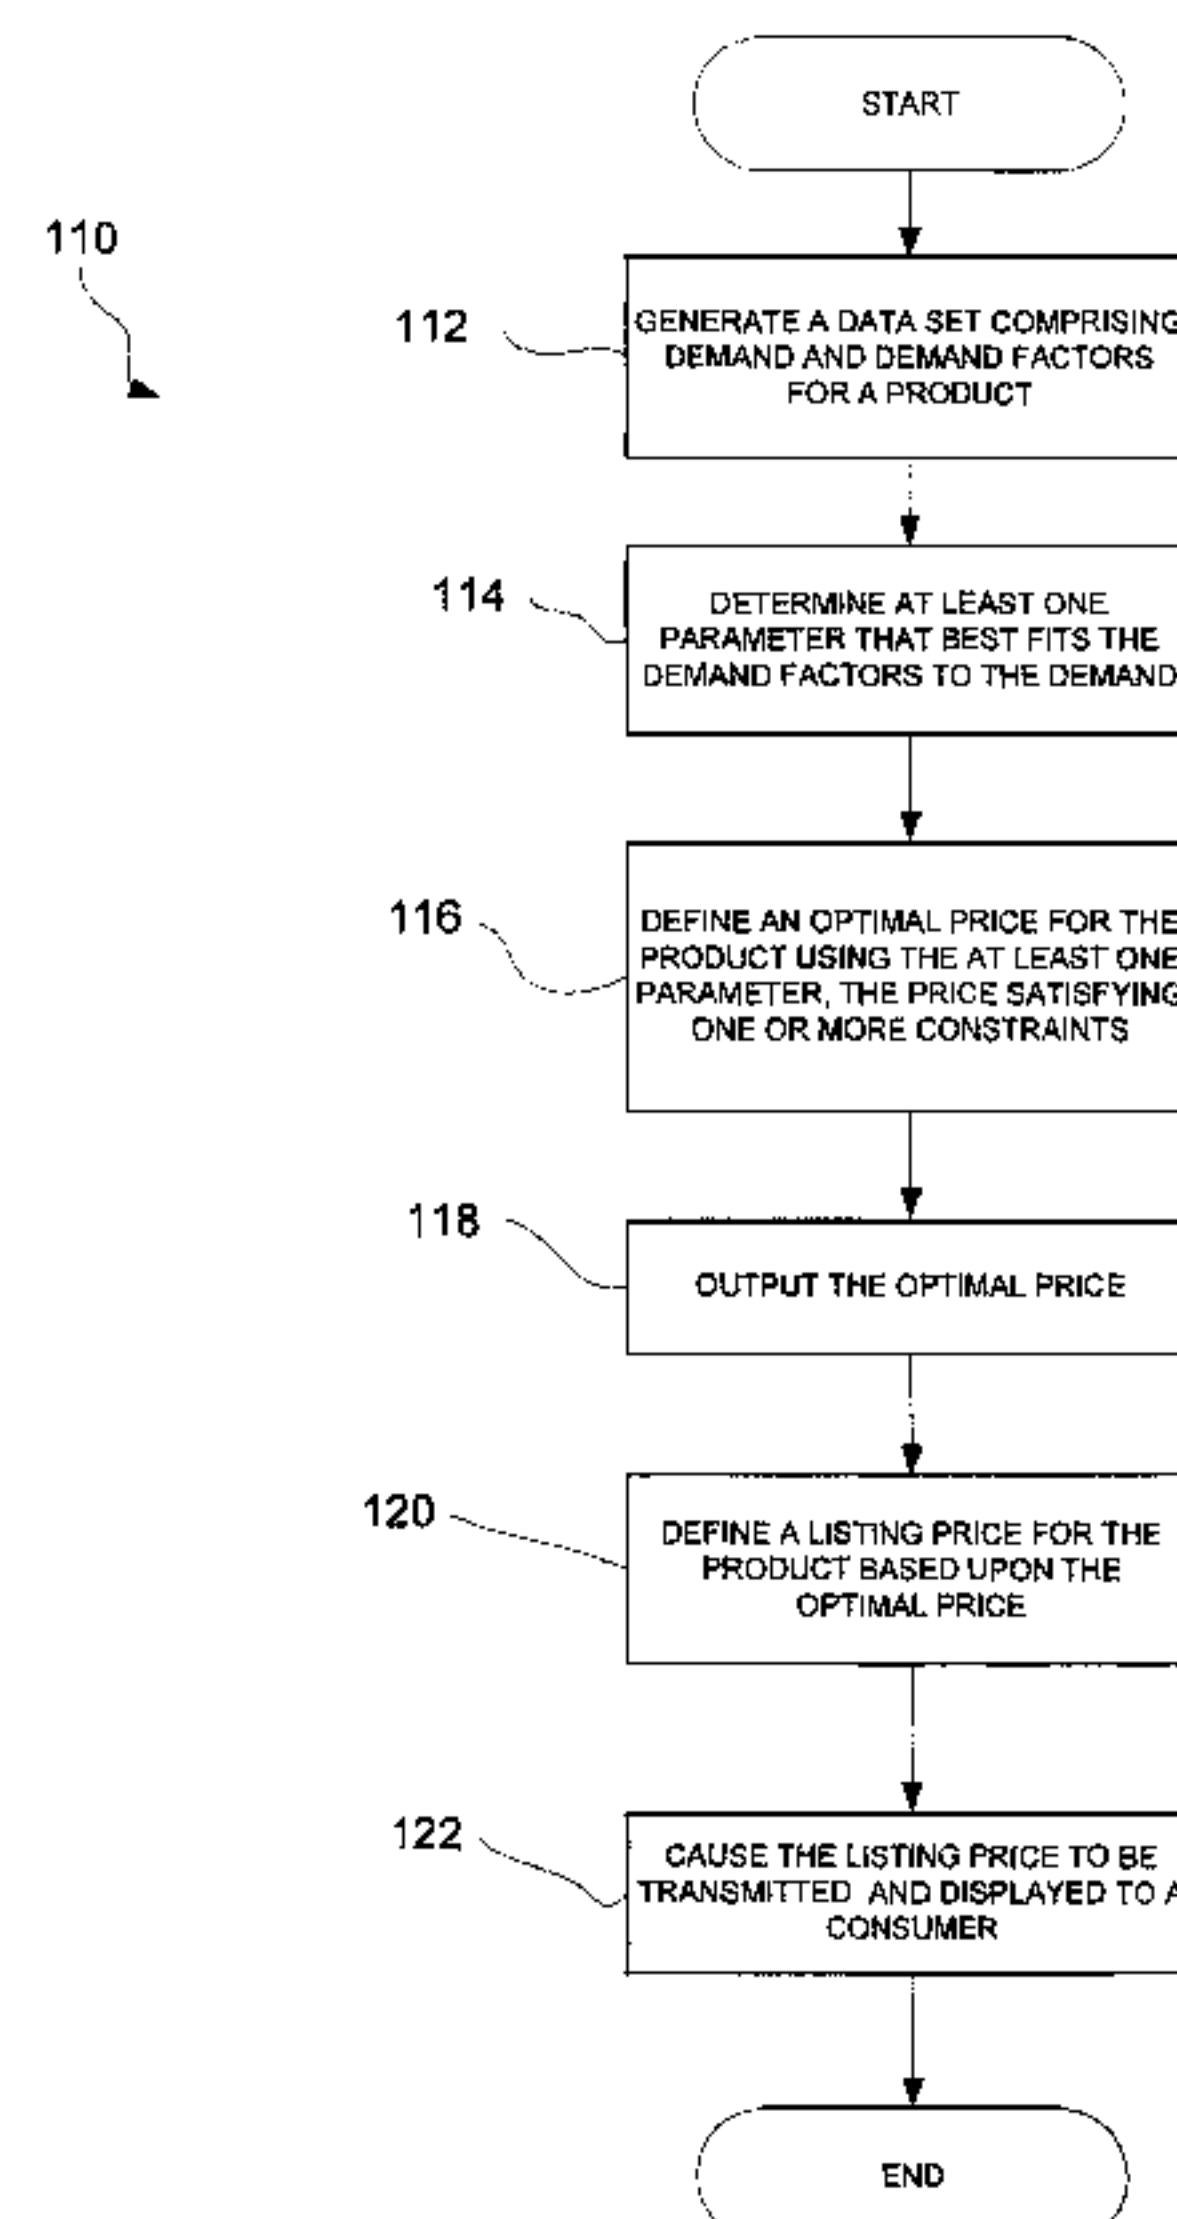 START
110
112
GENERATE A DATA SET COMPRISING
DEMAND AND DEMAND FACTORS
FOR A PRODUCT
114
DETERMINE AT LEAST ONE
PARAMETER THAT BEST FITS THE
DEMAND FACTORS TO THE DEMAND
116
DEFINE AN OPTIMAL PRICE FOR THE
PRODUCT USING THE AT LEAST ONE
PARAMETER, THE PRICE SATISFYING
ONE OR MORE CONSTRAINTS
118
OUTPUT THE OPTIMAL PRICE
120
DEFINE A LISTING PRICE FOR THE
PRODUCT BASED UPON THE
OPTIMAL PRICE
122
CAUSE THE LISTING PRICE TO BE
TRANSMITTED AND DISPLAYED TO A
CONSUMER
END